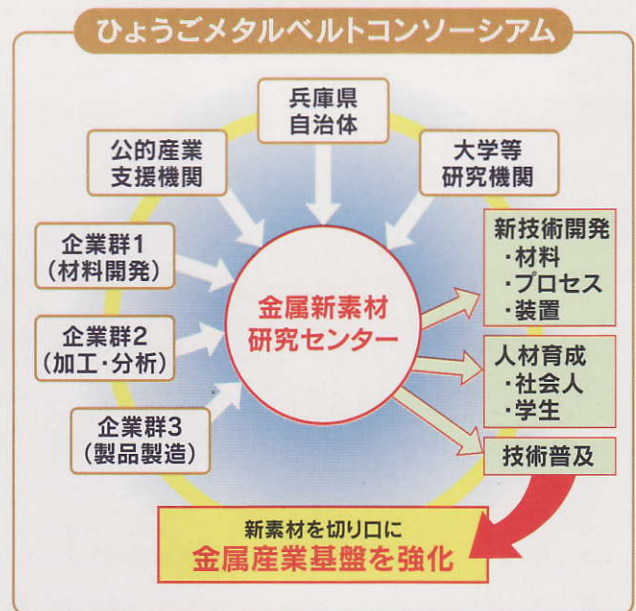 ひょうごメタルベルトコンソーシアム
兵庫県
自治体
公的産業
支援機関
大学等
研究機関
企業群1
(材料開発)
企業群2
(加工・分析)
企業群3
(製品製造)
金属新素材
研究センター
新技術開発
・材料
・プロセス
・装置
人材育成
・社会人
・学生
技術普及
新素材を切り口に
金属産業基盤を強化